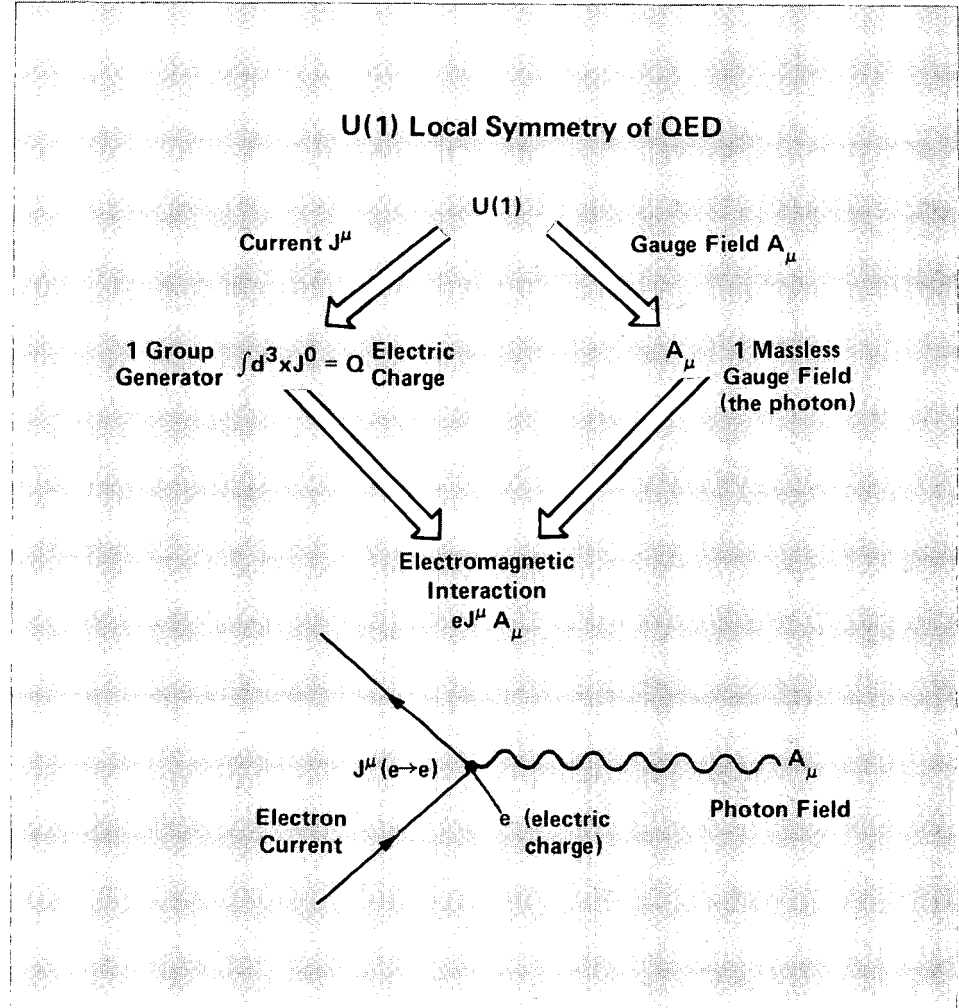 U(1) Local Symmetry of QED
U(1)
Current J^μ
Gauge Field A_μ
1 Group
Generator
∫d³xJ⁰ = Q
Electric
Charge
A_μ
1 Massless
Gauge Field
(the photon)
Electromagnetic
Interaction
eJ^μ A_μ
J^μ(e→e)
A_μ
Electron
Current
e (electric
charge)
Photon Field